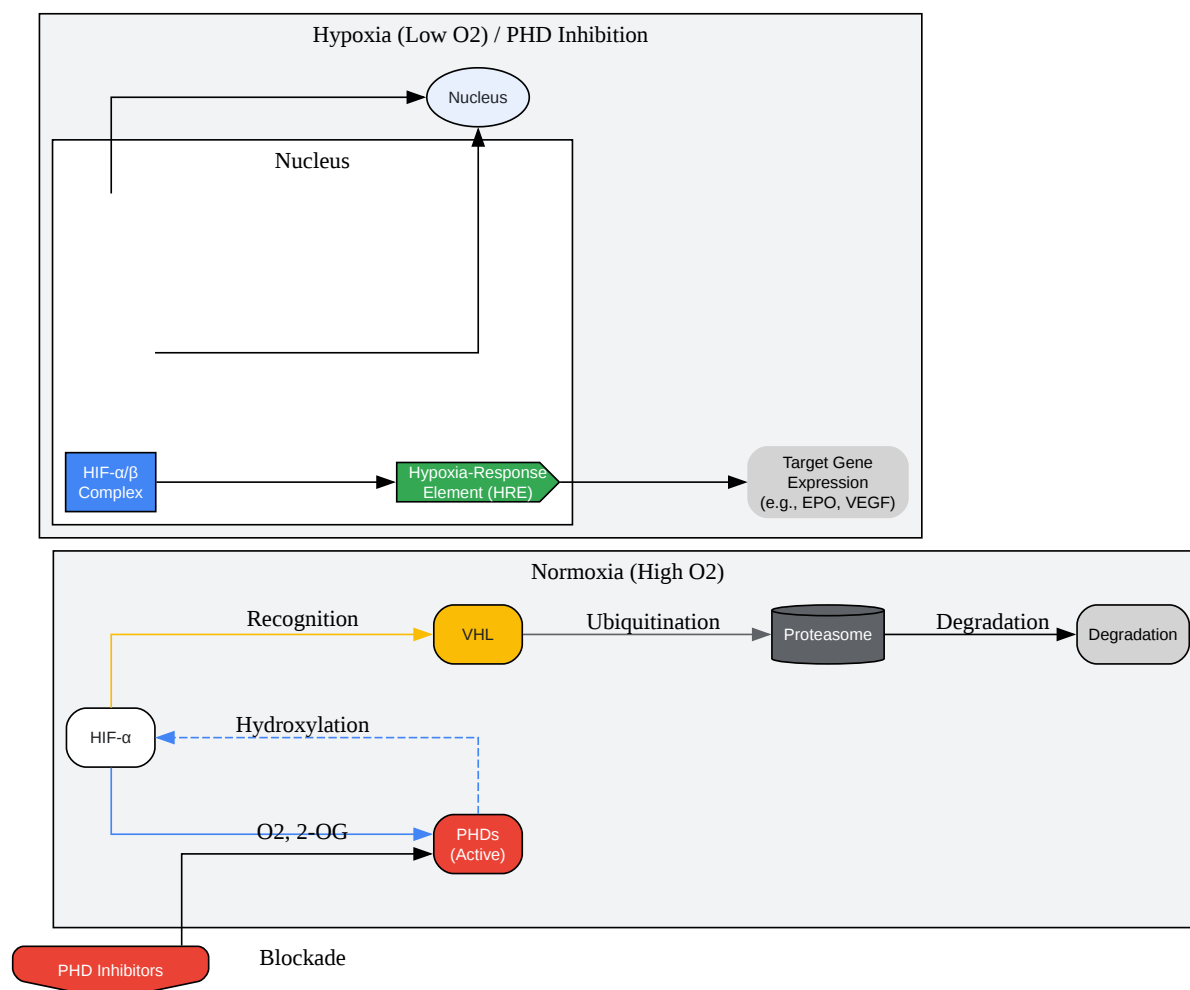 Hypoxia (Low O2) / PHD Inhibition
Nucleus
Nucleus
HIF-α/β
Complex
Hypoxia-Response
Element (HRE)
Target Gene
Expression
(e.g., EPO, VEGF)
Normoxia (High O2)
Recognition
VHL
Ubiquitination
Proteasome
Degradation
Degradation
HIF-α
Hydroxylation
O2, 2-OG
PHDs
(Active)
Blockade
PHD Inhibitors